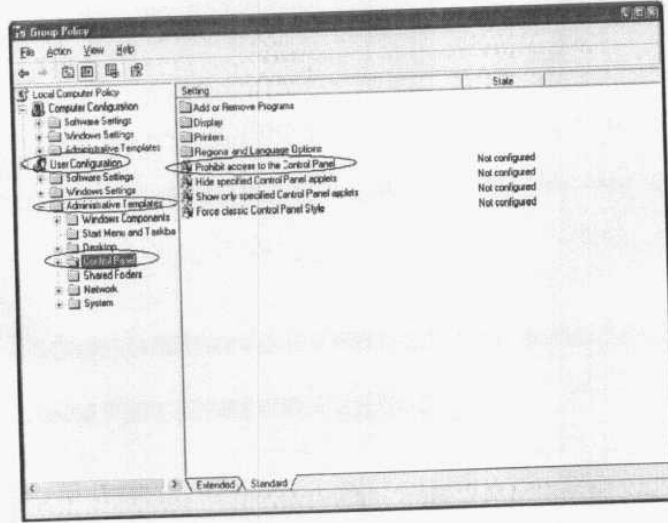 Group Policy
File Action View Help
Local Computer Policy
Computer Configuration
Software Settings
Windows Settings
Administrative Templates
User Configuration
Software Settings
Windows Settings
Administrative Templates
Windows Components
Start Menu and Taskba
Desktop
Control Panel
Shared Folders
Network
System
Setting State
Add or Remove Programs
Display
Printers
Regional and Language Options
Prohibit access to the Control Panel Not configured
Hide specified Control Panel applets Not configured
Show only specified Control Panel applets Not configured
Force classic Control Panel Style Not configured
Extended Standard